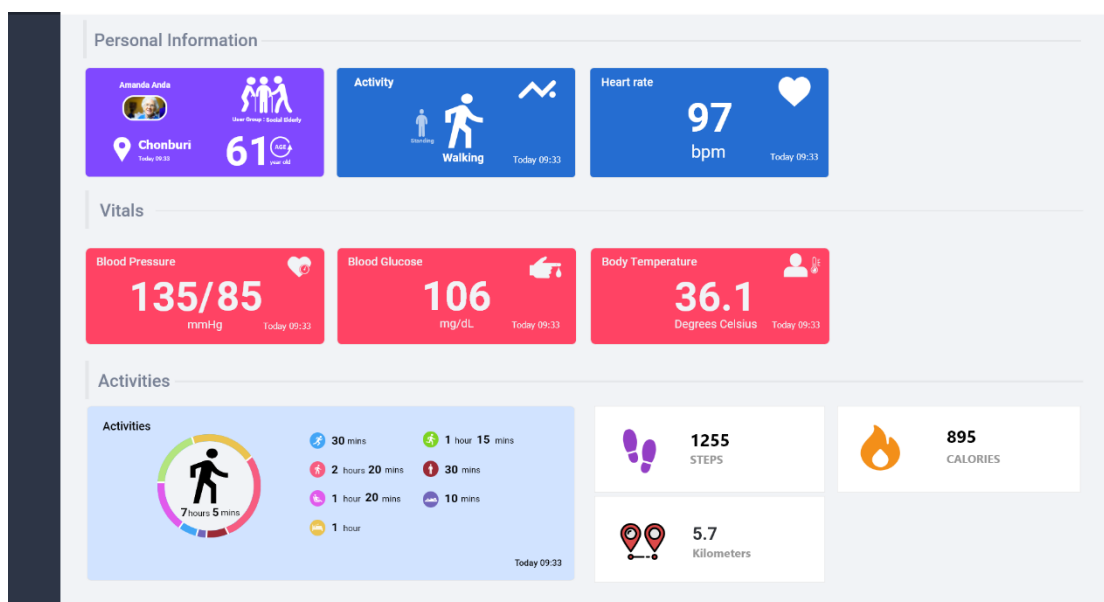 Personal Information
Amanda Anda
User Group : Social Elderly
Chonburi
Today 09:33
61
AGE
year old
Activity
Standing
Walking
Today 09:33
Heart rate
97
bpm
Today 09:33
Vitals
Blood Pressure
135/85
mmHg
Today 09:33
Blood Glucose
106
mg/dL
Today 09:33
Body Temperature
36.1
Degrees Celsius
Today 09:33
Activities
Activities
7 hours 5 mins
30 mins
1 hour 15 mins
2 hours 20 mins
30 mins
1 hour 20 mins
10 mins
1 hour
Today 09:33
1255
STEPS
895
CALORIES
5.7
Kilometers